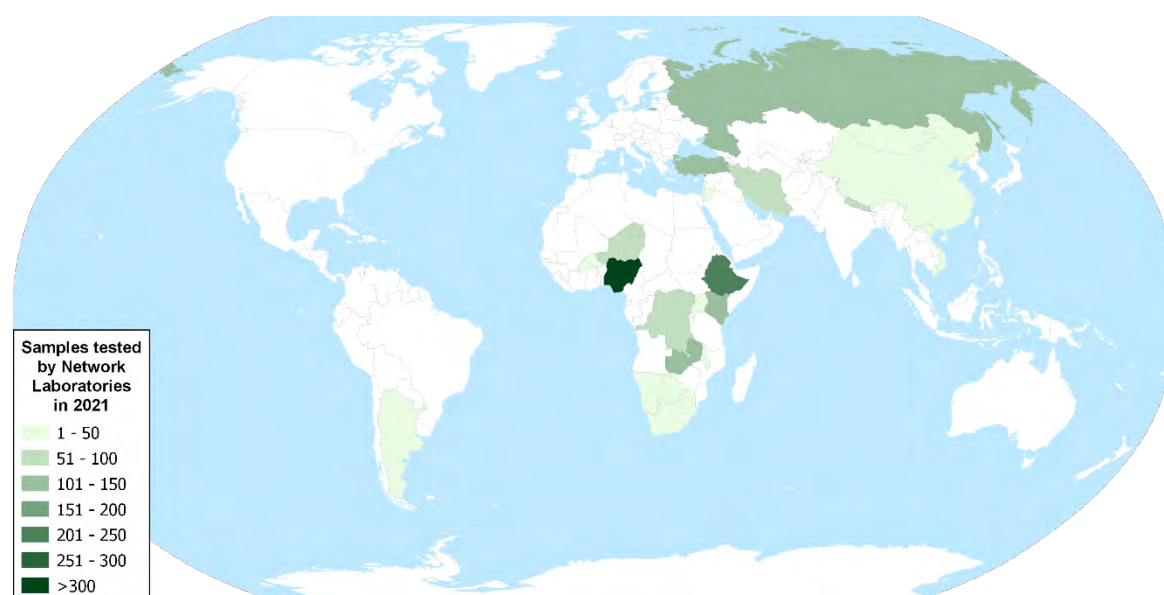 Samples tested
by Network
Laboratories
in 2021
1 - 50
51 - 100
101 - 150
151 - 200
201 - 250
251 - 300
>300